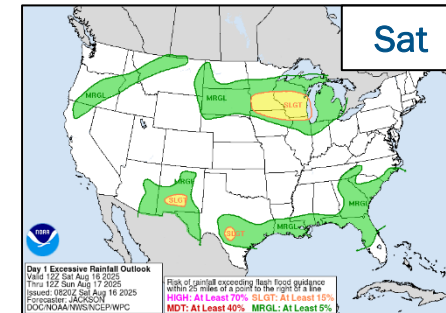 Sat
MRGL
MRGL
SLGT
MRGL
SLGT
SLGT
MRGL
MRGL
NOAA
Day 1 Excessive Rainfall Outlook
Valid 12Z Sat Aug 16 2025
Thru 12Z Sun Aug 17 2025
Issued: 0820Z Sat Aug 16 2025
Forecaster: JACKSON
DOC/NOAA/NWS/NCEP/WPC
Risk of rainfall exceeding flash flood guidance
within 25 miles of a point to the right of a line
HIGH: At Least 70% SLGT: At Least 15%
MDT: At Least 40% MRGL: At Least 5%